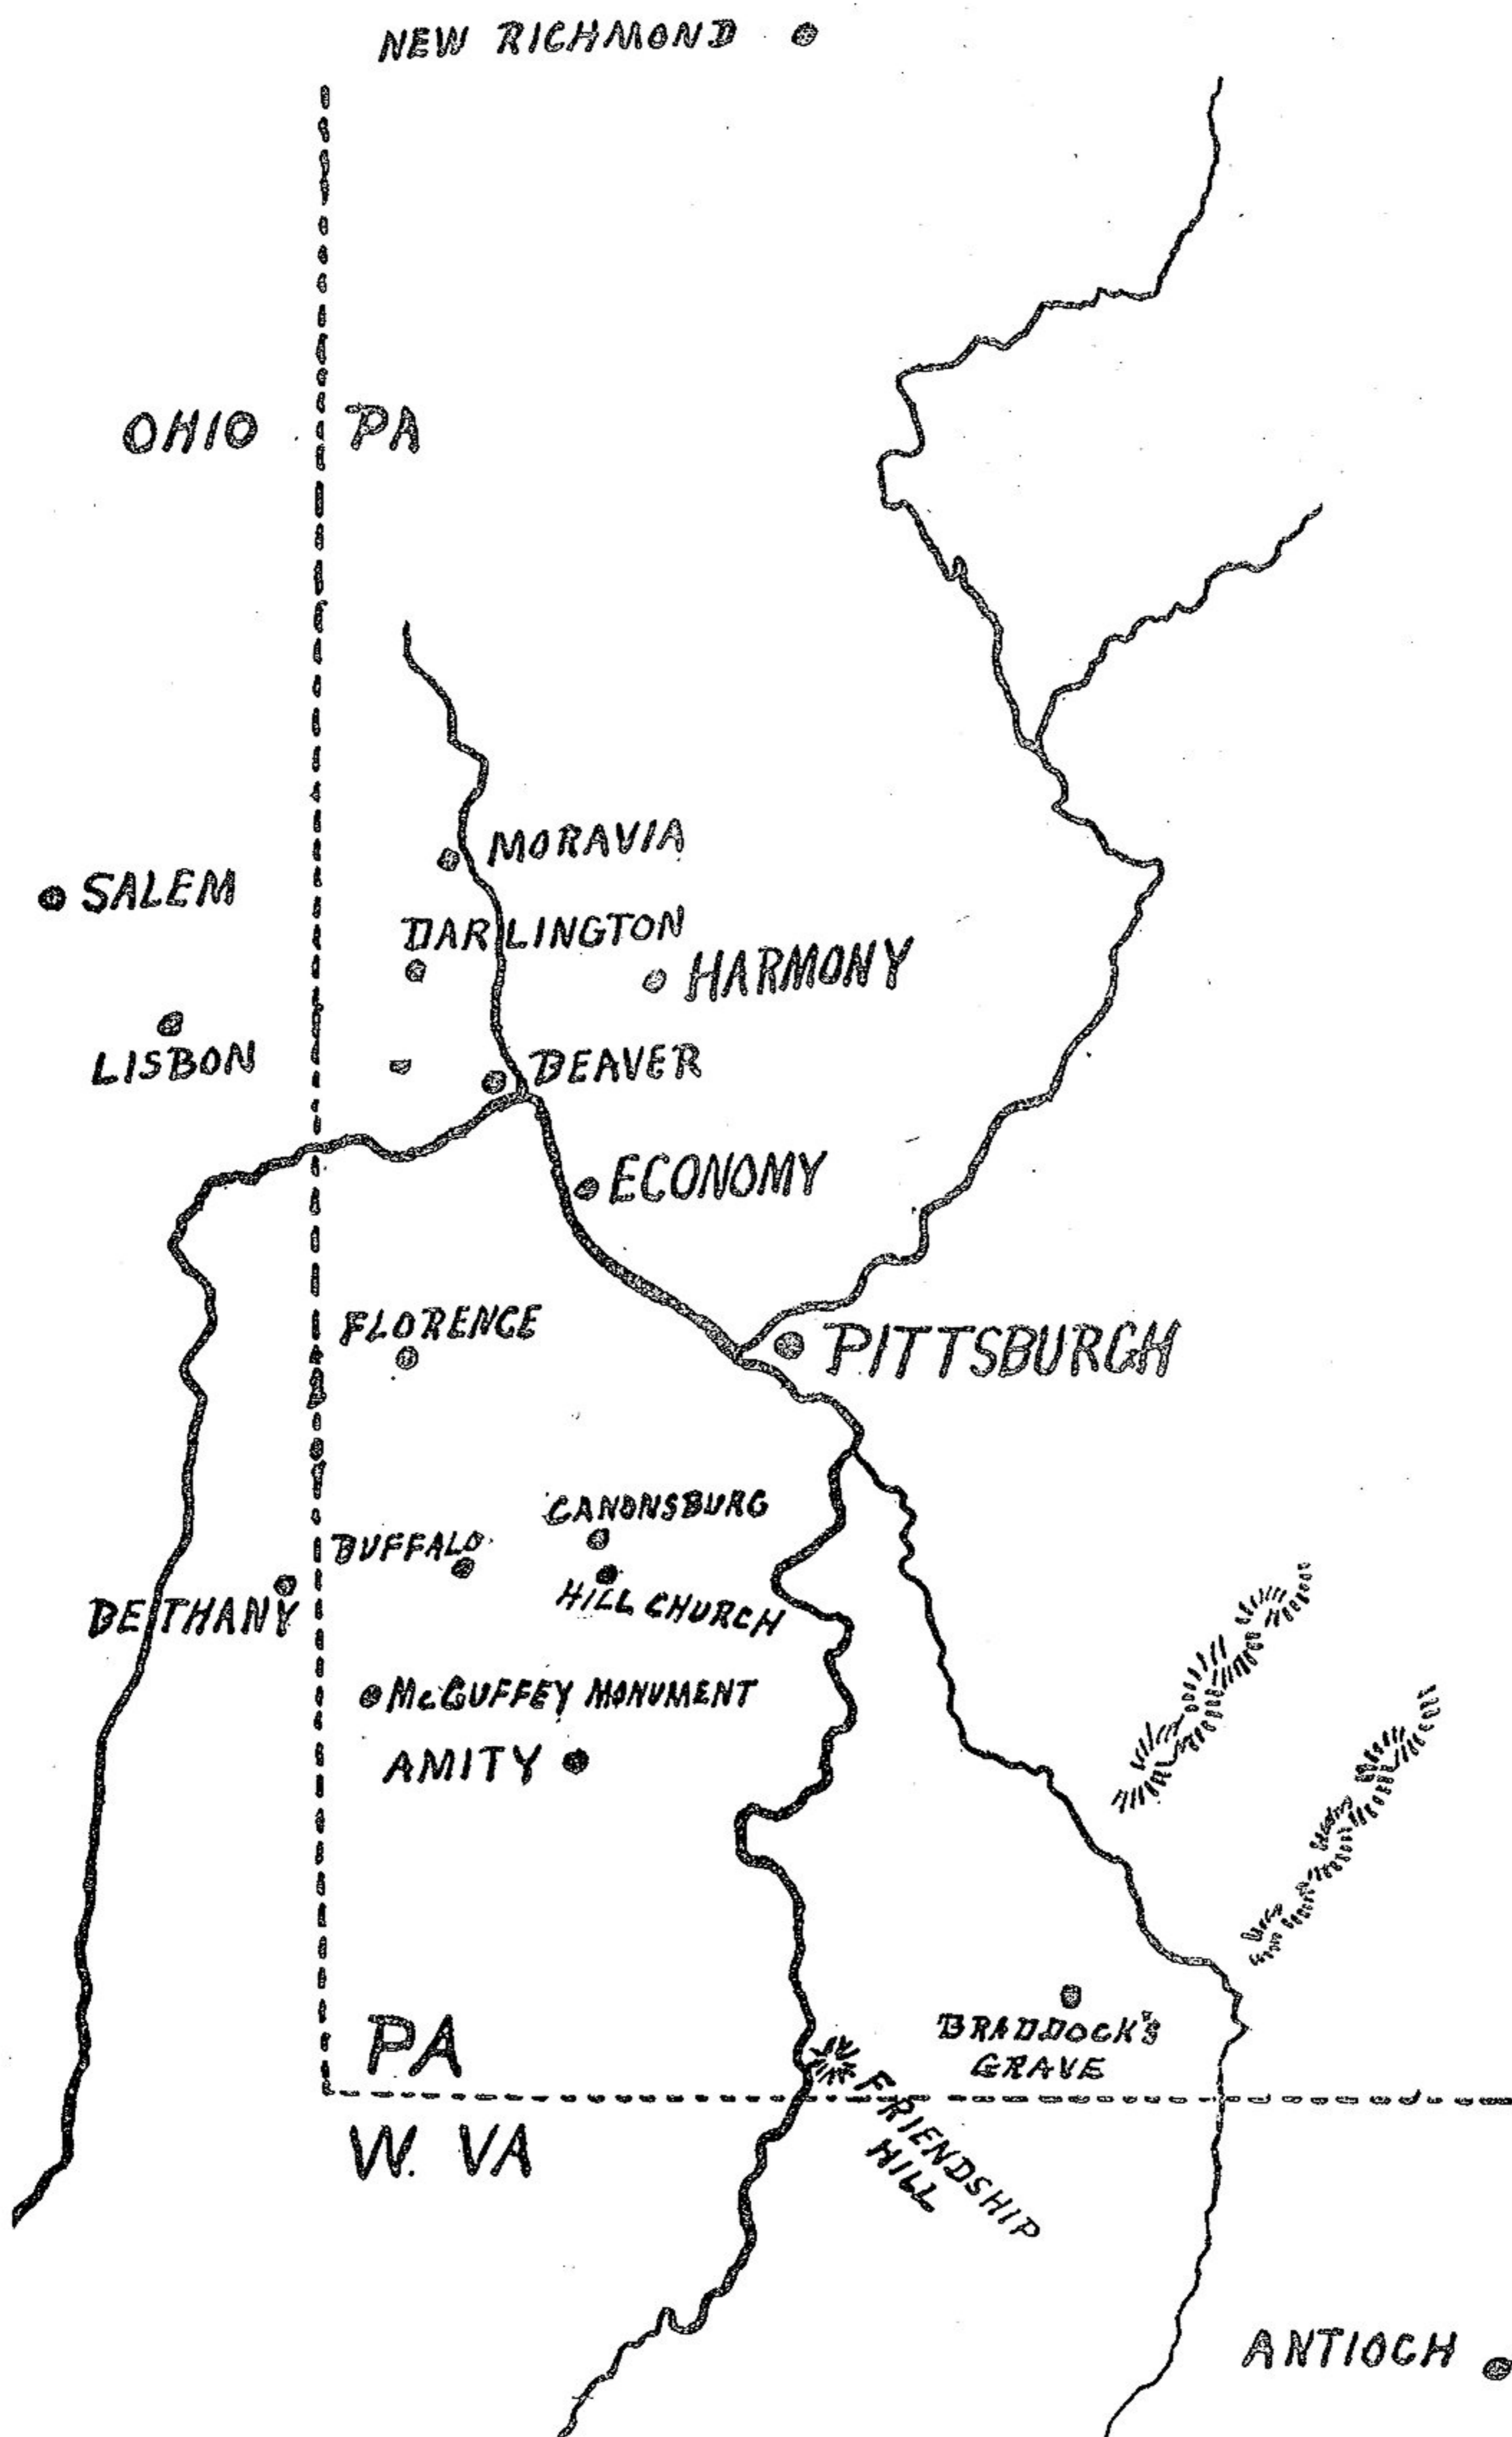 NEW RICHMOND
OHIO
PA
MORAVIA
SALEM
DARLINGTON
HARMONY
LISBON
BEAVER
ECONOMY
FLORENCE
PITTSBURGH
CANONSBURG
BUFFALO
HILL CHURCH
BETHANY
McGUFFEY MONUMENT
AMITY
PA
BRADDOCK'S
GRAVE
FRIENDSHIP
HILL
W. VA
ANTIOCH